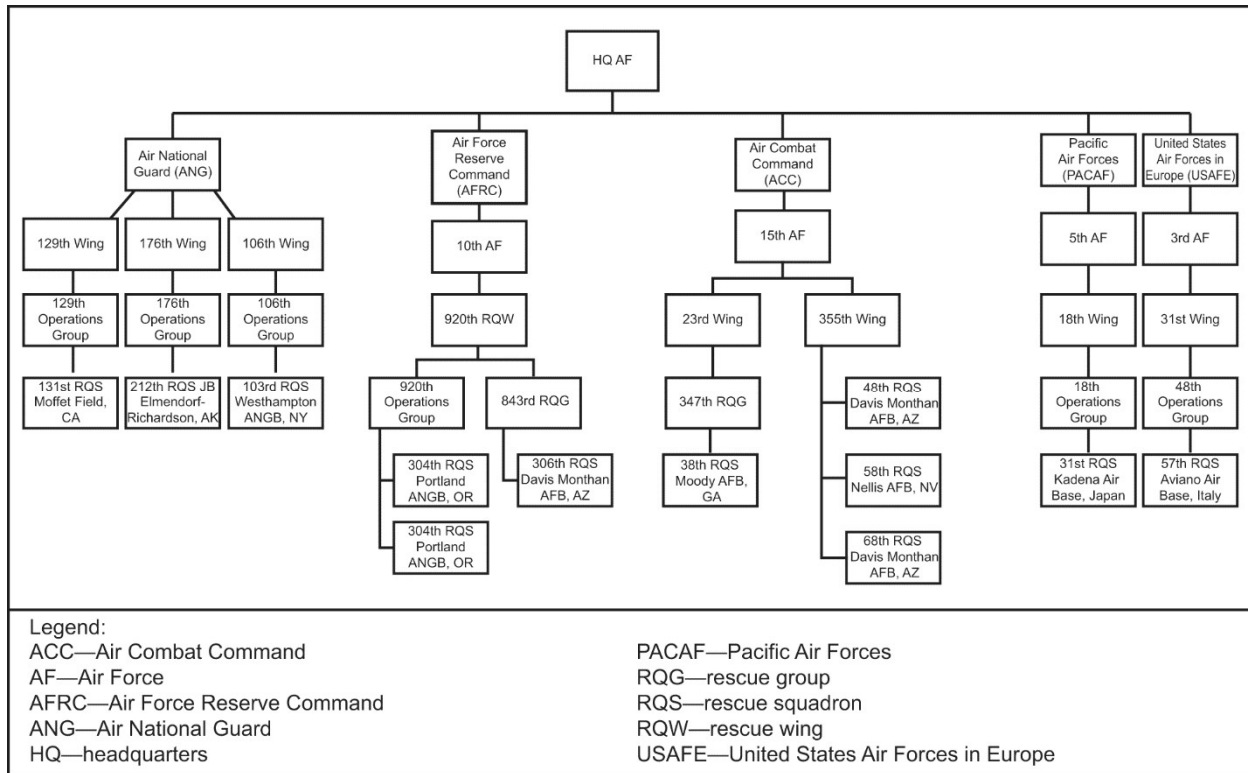 HQ AF
Air National
Guard (ANG)
Air Force
Reserve
Command
(AFRC)
Air Combat
Command
(ACC)
Pacific
Air Forces
(PACAF)
United States
Air Forces in
Europe (USAFE)
129th Wing
176th Wing
106th Wing
10th AF
15th AF
5th AF
3rd AF
129th
Operations
Group
176th
Operations
Group
106th
Operations
Group
920th RQW
23rd Wing
355th Wing
18th Wing
31st Wing
131st RQS
Moffet Field,
CA
212th RQS JB
Elmendorf-
Richardson, AK
103rd RQS
Westhampton
ANGB, NY
920th
Operations
Group
843rd RQG
347th RQG
48th RQS
Davis Monthan
AFB, AZ
18th
Operations
Group
48th
Operations
Group
304th RQS
Portland
ANGB, OR
306th RQS
Davis Monthan
AFB, AZ
38th RQS
Moody AFB,
GA
58th RQS
Nellis AFB, NV
31st RQS
Kadena Air
Base, Japan
57th RQS
Aviano Air
Base, Italy
304th RQS
Portland
ANGB, OR
68th RQS
Davis Monthan
AFB, AZ
Legend:
ACC—Air Combat Command
AF—Air Force
AFRC—Air Force Reserve Command
ANG—Air National Guard
HQ—headquarters
PACAF—Pacific Air Forces
RQG—rescue group
RQS—rescue squadron
RQW—rescue wing
USAFE—United States Air Forces in Europe